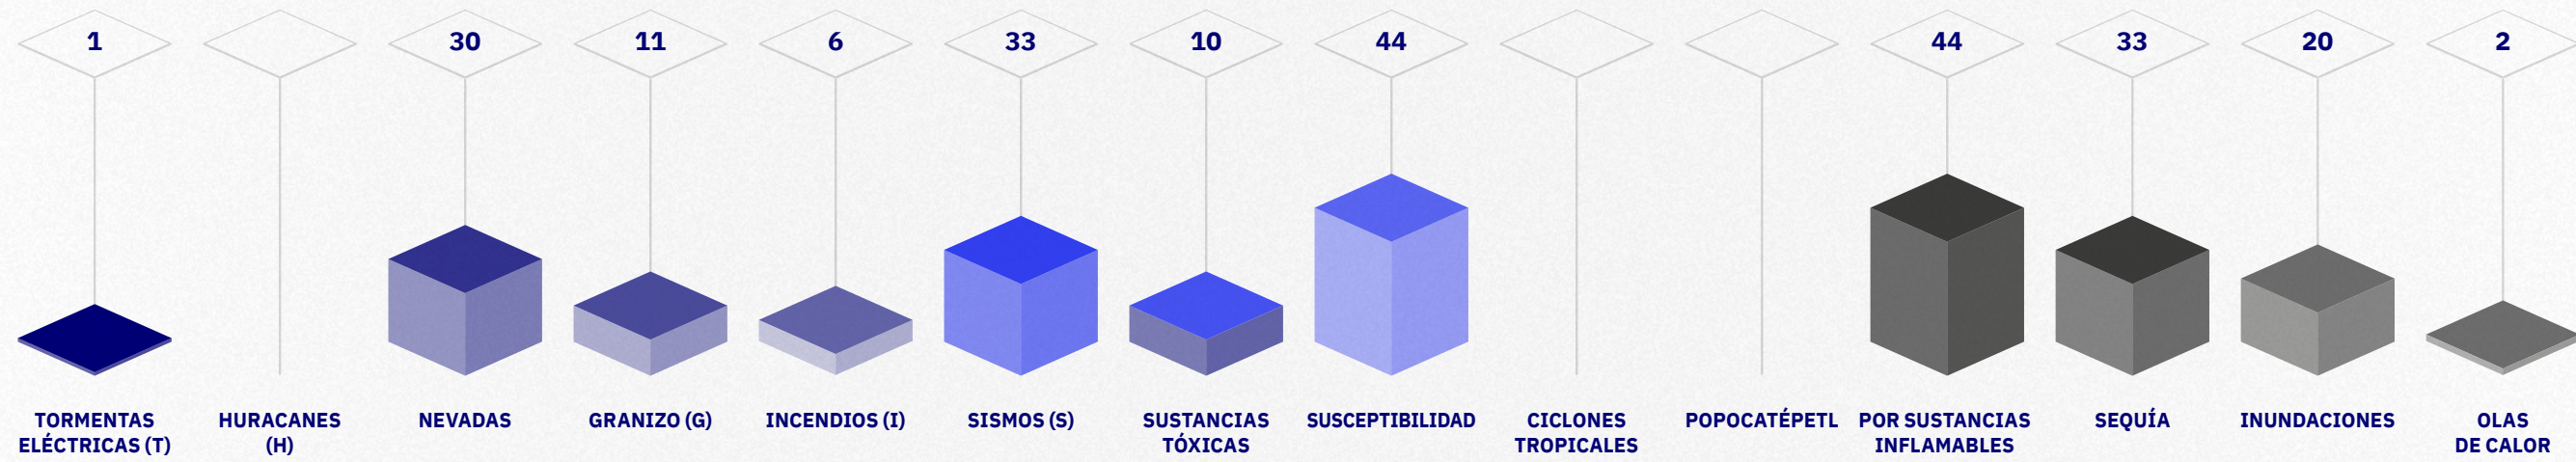 1
30
11
6
33
10
44
44
33
20
2
TORMENTAS
ELÉCTRICAS (T)
HURACANES
(H)
NEVADAS
GRANIZO (G)
INCENDIOS (I)
SISMOS (S)
SUSTANCIAS
TÓXICAS
SUSCEPTIBILIDAD
CICLONES
TROPICALES
POPOCATÉPETL
POR SUSTANCIAS
INFLAMABLES
SEQUÍA
INUNDACIONES
OLAS
DE CALOR